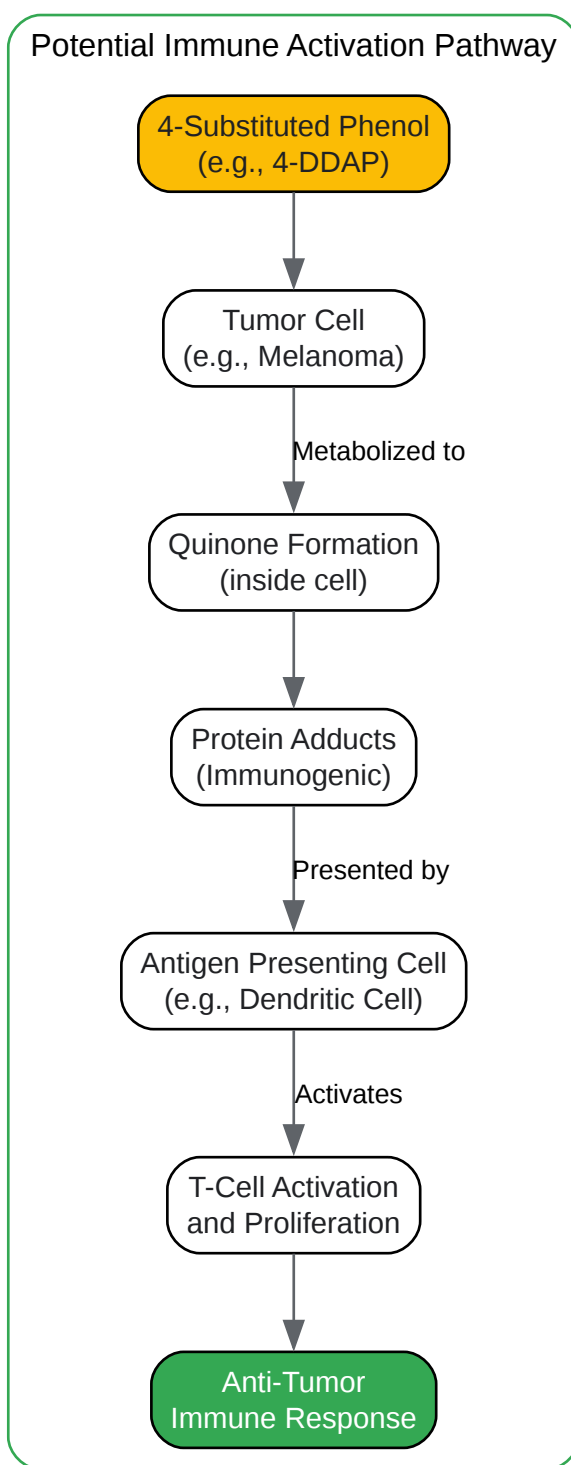 Potential Immune Activation Pathway
4-Substituted Phenol
(e.g., 4-DDAP)
Tumor Cell
(e.g., Melanoma)
Metabolized to
Quinone Formation
(inside cell)
Protein Adducts
(Immunogenic)
Presented by
Antigen Presenting Cell
(e.g., Dendritic Cell)
Activates
T-Cell Activation
and Proliferation
Anti-Tumor
Immune Response